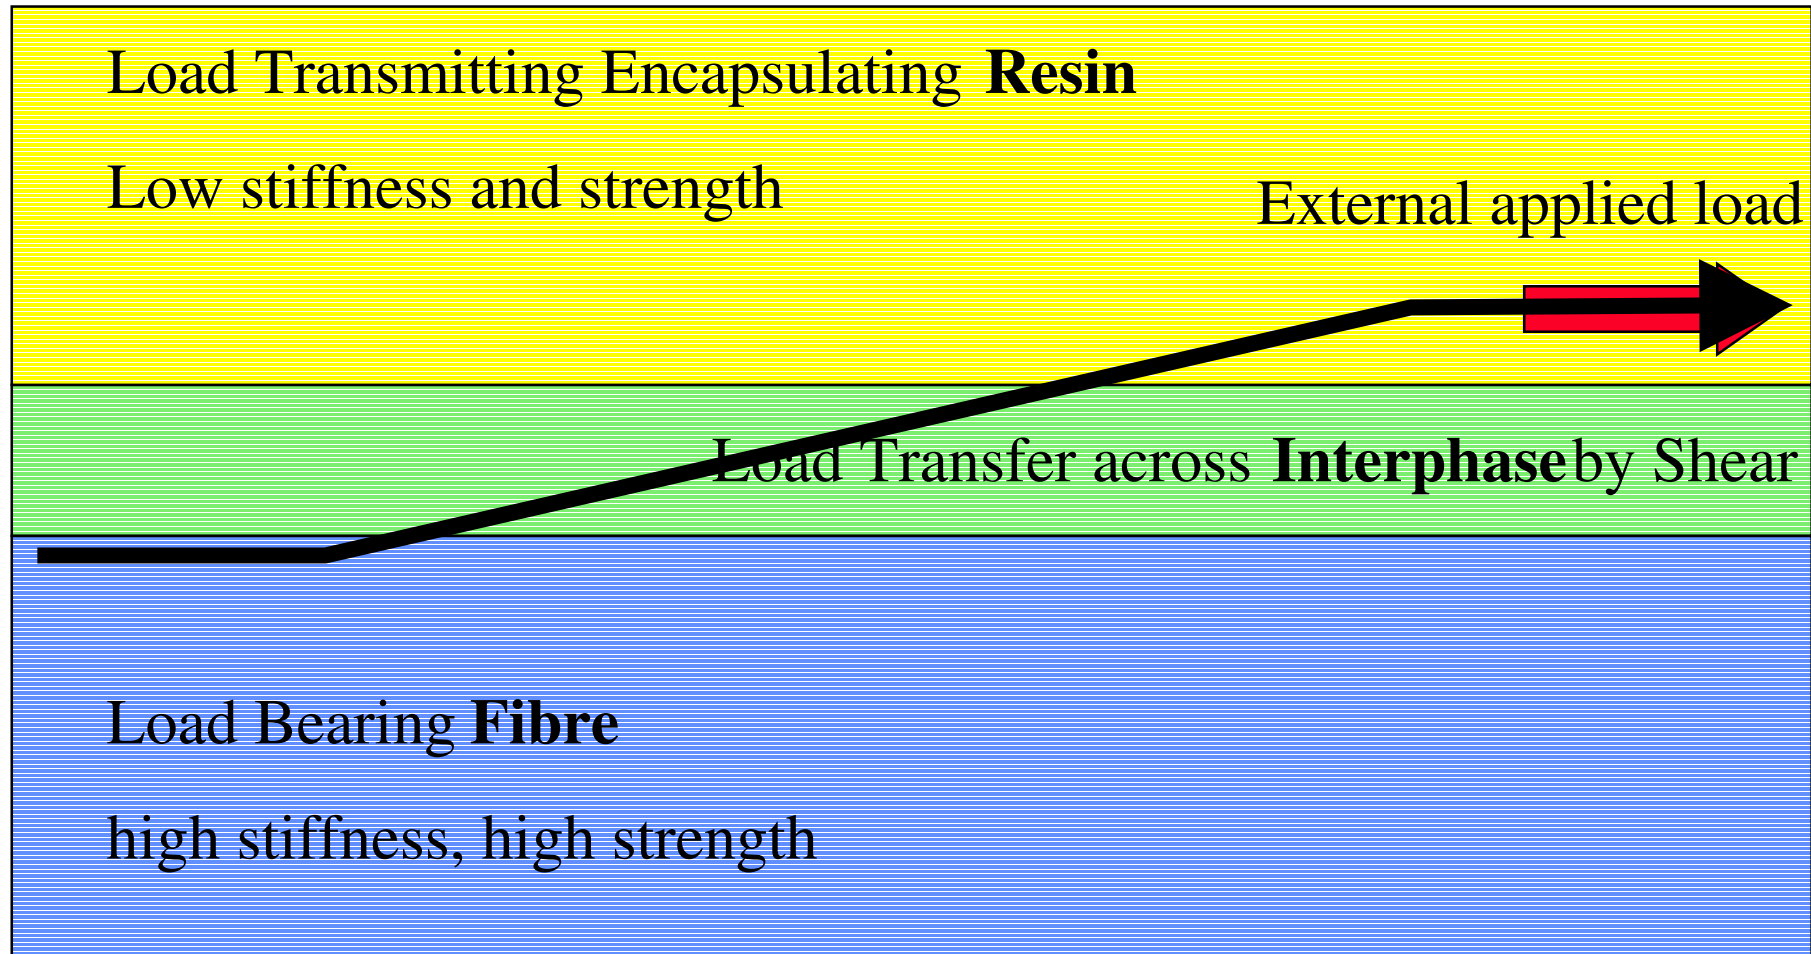 Load Transmitting Encapsulating Resin
Low stiffness and strength
External applied load
Load Transfer across Interphase by Shear
Load Bearing Fibre
high stiffness, high strength